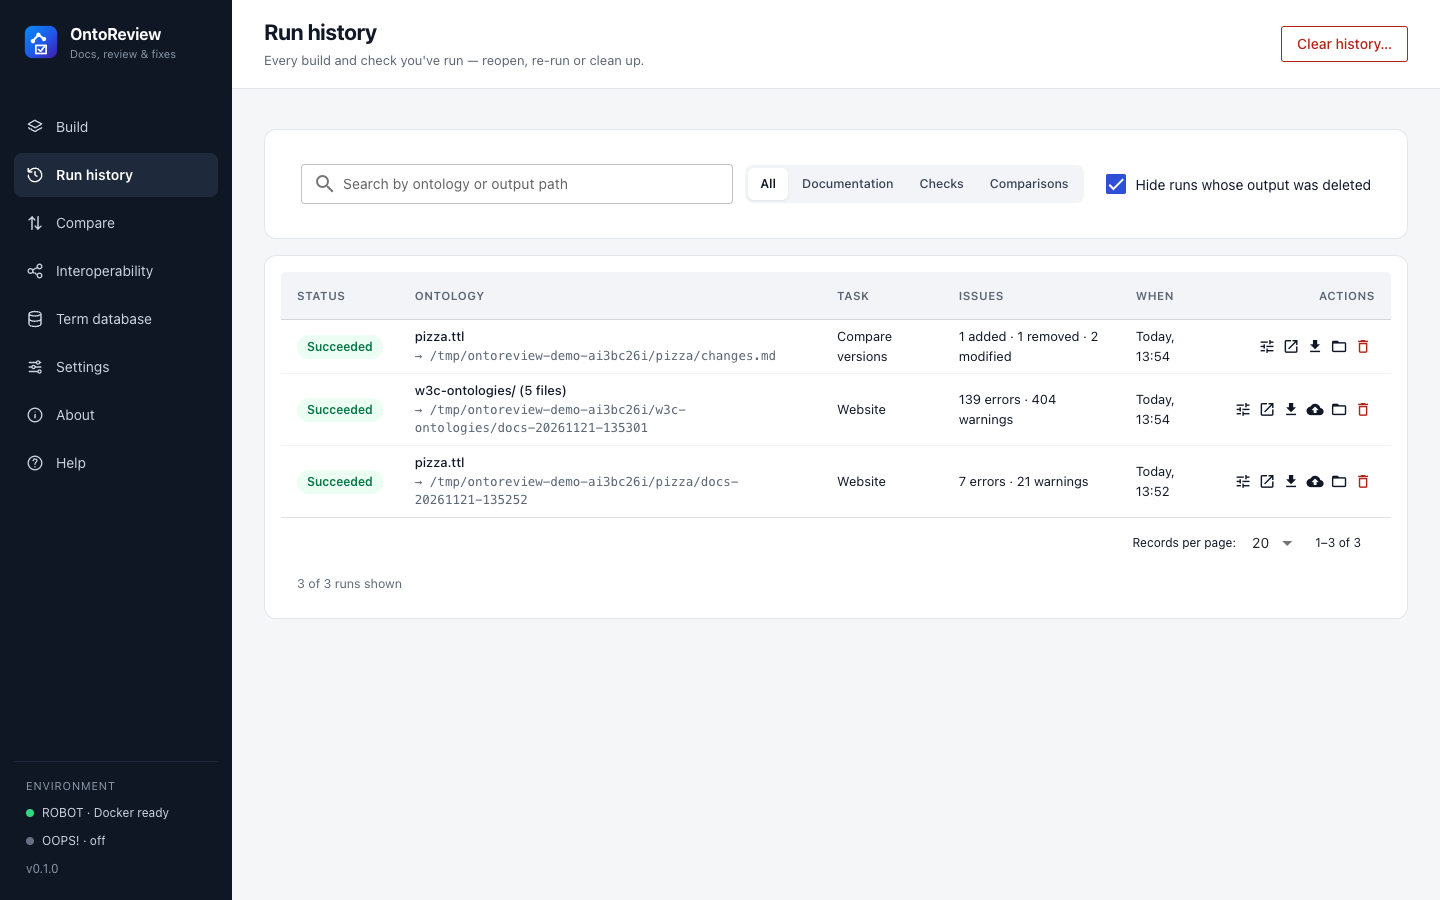 OntoReview
Docs, review & fixes
Build
Run history
Compare
Interoperability
Term database
Settings
About
Help
ENVIRONMENT
ROBOT · Docker ready
OOPS! · off
v0.1.0
Run history
Every build and check you've run — reopen, re-run or clean up.
Clear history...
Search by ontology or output path
All Documentation Checks Comparisons
Hide runs whose output was deleted
STATUS ONTOLOGY TASK ISSUES WHEN ACTIONS
Succeeded
pizza.ttl
→ /tmp/ontoreview-demo-ai3bc26i/pizza/changes.md
Compare
versions
1 added · 1 removed · 2
modified
Today,
13:54
Succeeded
w3c-ontologies/ (5 files)
→ /tmp/ontoreview-demo-ai3bc26i/w3c-
ontologies/docs-20261121-135301
Website
139 errors · 404
warnings
Today,
13:54
Succeeded
pizza.ttl
→ /tmp/ontoreview-demo-ai3bc26i/pizza/docs-
20261121-135252
Website
7 errors · 21 warnings
Today,
13:52
Records per page: 20 1–3 of 3
3 of 3 runs shown